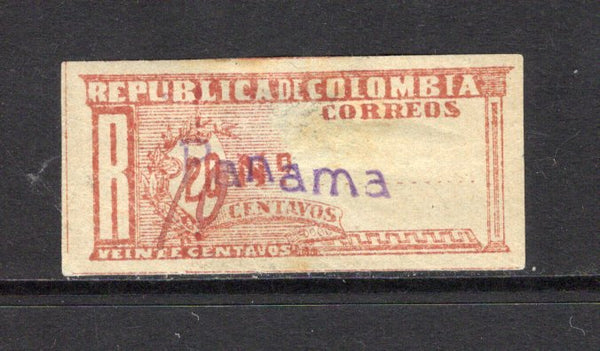 REPUBLICA DE COLOMBIA
CORREOS
R
20
Panama
CENTAVOS
VEINTE CENTAVOS